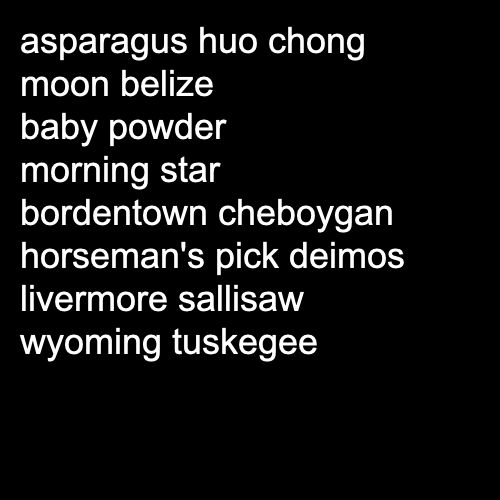 asparagus huo chong
moon belize
baby powder
morning star
bordentown cheboygan
horseman's pick deimos
livermore sallisaw
wyoming tuskegee